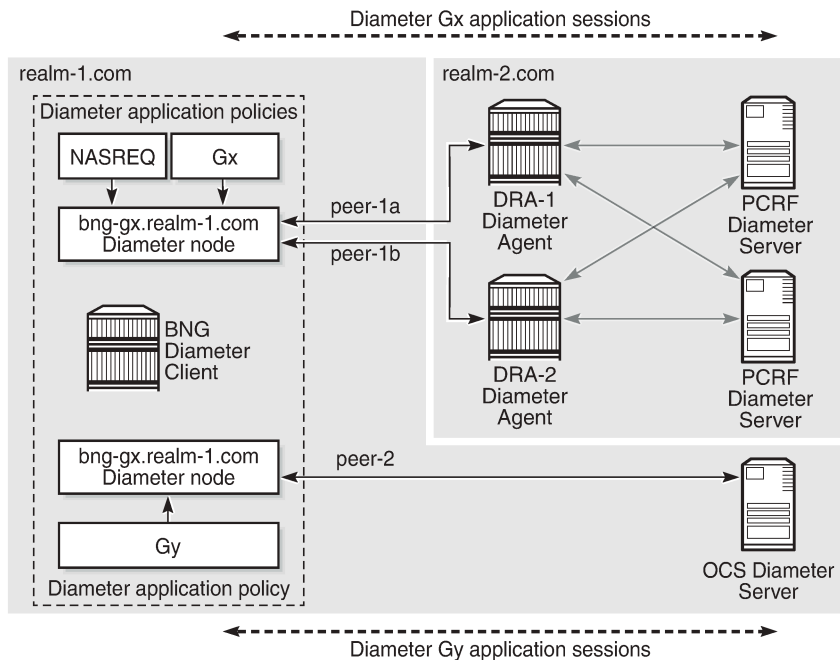 Diameter Gx application sessions
realm-1.com
realm-2.com
Diameter application policies
NASREQ
Gx
bng-gx.realm-1.com
Diameter node
peer-1a
peer-1b
DRA-1
Diameter
Agent
PCRF
Diameter
Server
BNG
Diameter
Client
DRA-2
Diameter
Agent
PCRF
Diameter
Server
bng-gx.realm-1.com
Diameter node
peer-2
Gy
Diameter application policy
OCS Diameter
Server
Diameter Gy application sessions